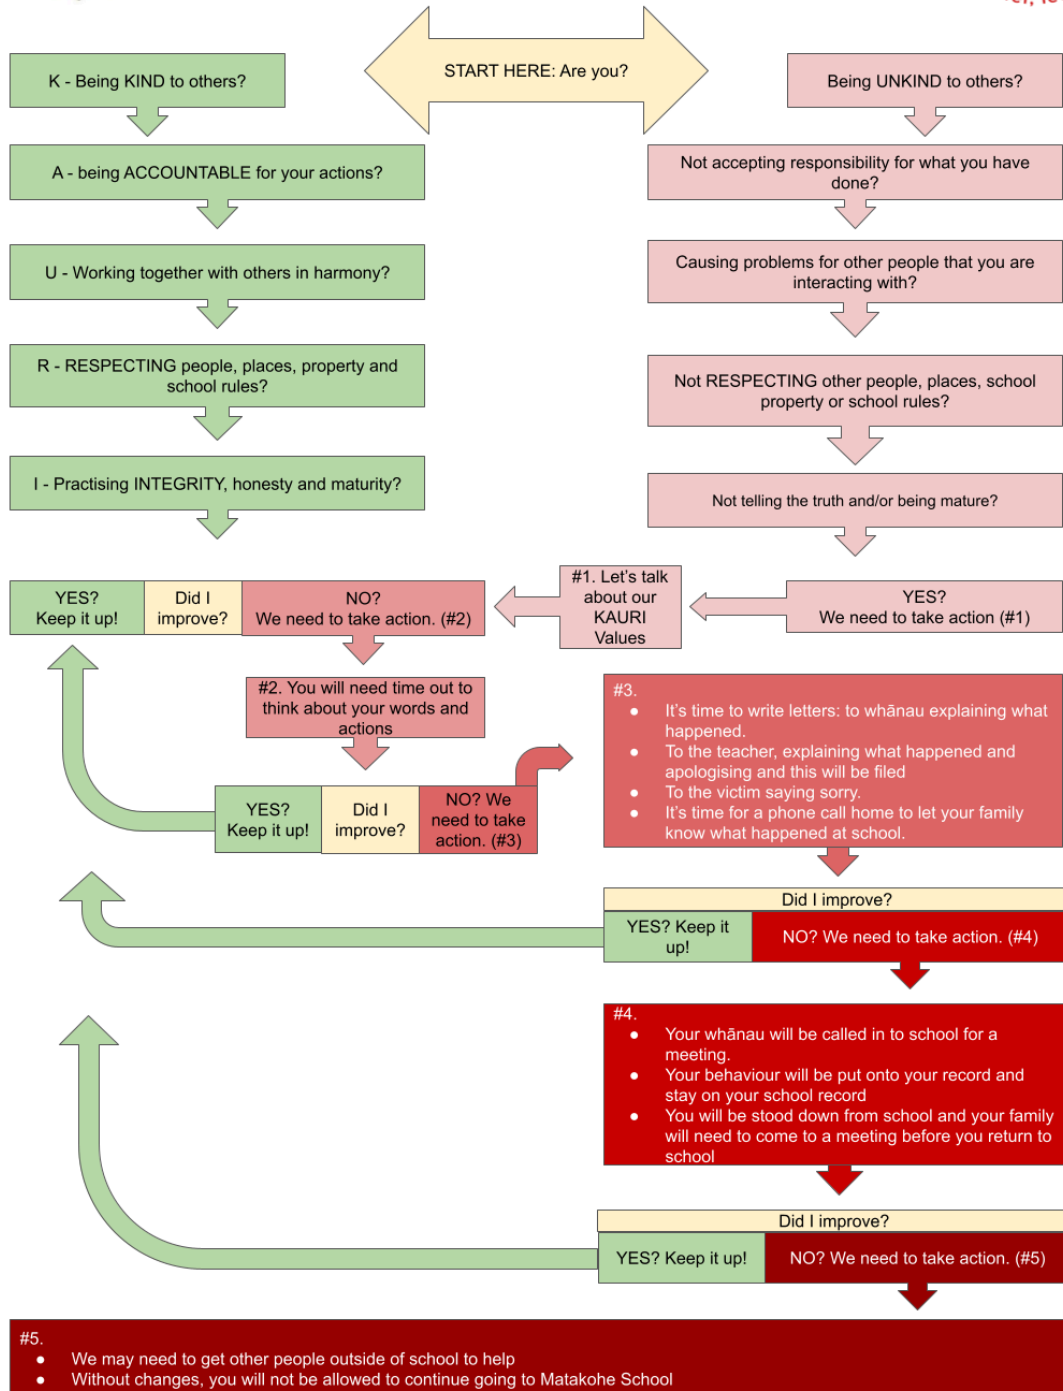 START HERE: Are you?
K - Being KIND to others?
A - being ACCOUNTABLE for your actions?
U - Working together with others in harmony?
R - RESPECTING people, places, property and
school rules?
I - Practising INTEGRITY, honesty and maturity?
Being UNKIND to others?
Not accepting responsibility for what you have
done?
Causing problems for other people that you are
interacting with?
Not RESPECTING other people, places, school
property or school rules?
Not telling the truth and/or being mature?
YES?
We need to take action (#1)
#1. Let's talk
about our
KAURI
Values
YES?
Keep it up!
Did I
improve?
NO?
We need to take action. (#2)
#2. You will need time out to
think about your words and
actions
YES?
Keep it up!
Did I
improve?
NO? We
need to take
action. (#3)
#3.
● It's time to write letters: to whānau explaining what
happened.
● To the teacher, explaining what happened and
apologising and this will be filed
● To the victim saying sorry.
● It's time for a phone call home to let your family
know what happened at school.
Did I improve?
YES? Keep it
up!
NO? We need to take action. (#4)
#4.
● Your whānau will be called in to school for a
meeting.
● Your behaviour will be put onto your record and
stay on your school record
● You will be stood down from school and your family
will need to come to a meeting before you return to
school
Did I improve?
YES? Keep it up!
NO? We need to take action. (#5)
#5.
● We may need to get other people outside of school to help
● Without changes, you will not be allowed to continue going to Matakohe School